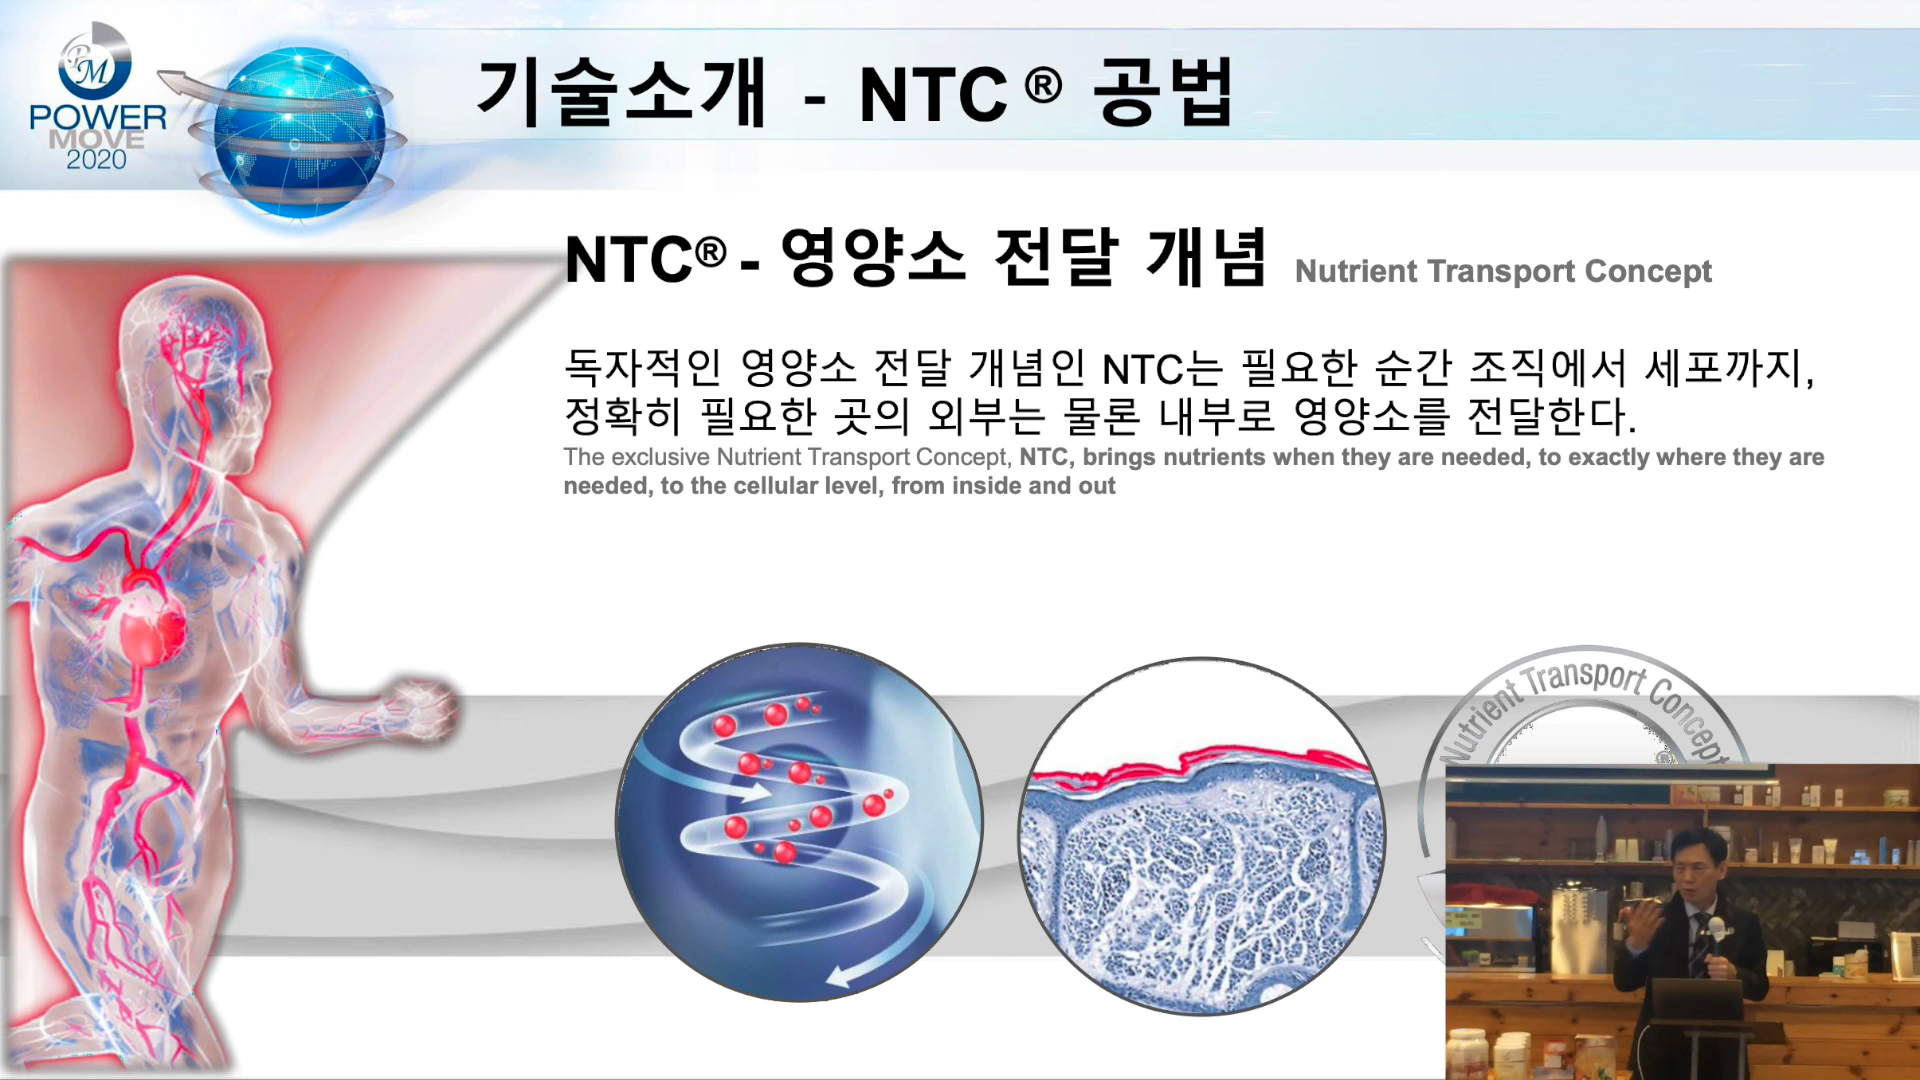 PM
POWER
MOVE
2020
기술소개 - NTC® 공법
NTC® - 영양소 전달 개념 Nutrient Transport Concept
독자적인 영양소 전달 개념인 NTC는 필요한 순간 조직에서 세포까지,
정확히 필요한 곳의 외부는 물론 내부로 영양소를 전달한다.
The exclusive Nutrient Transport Concept, NTC, brings nutrients when they are needed, to exactly where they are
needed, to the cellular level, from inside and out
Nutrient Transport Concept